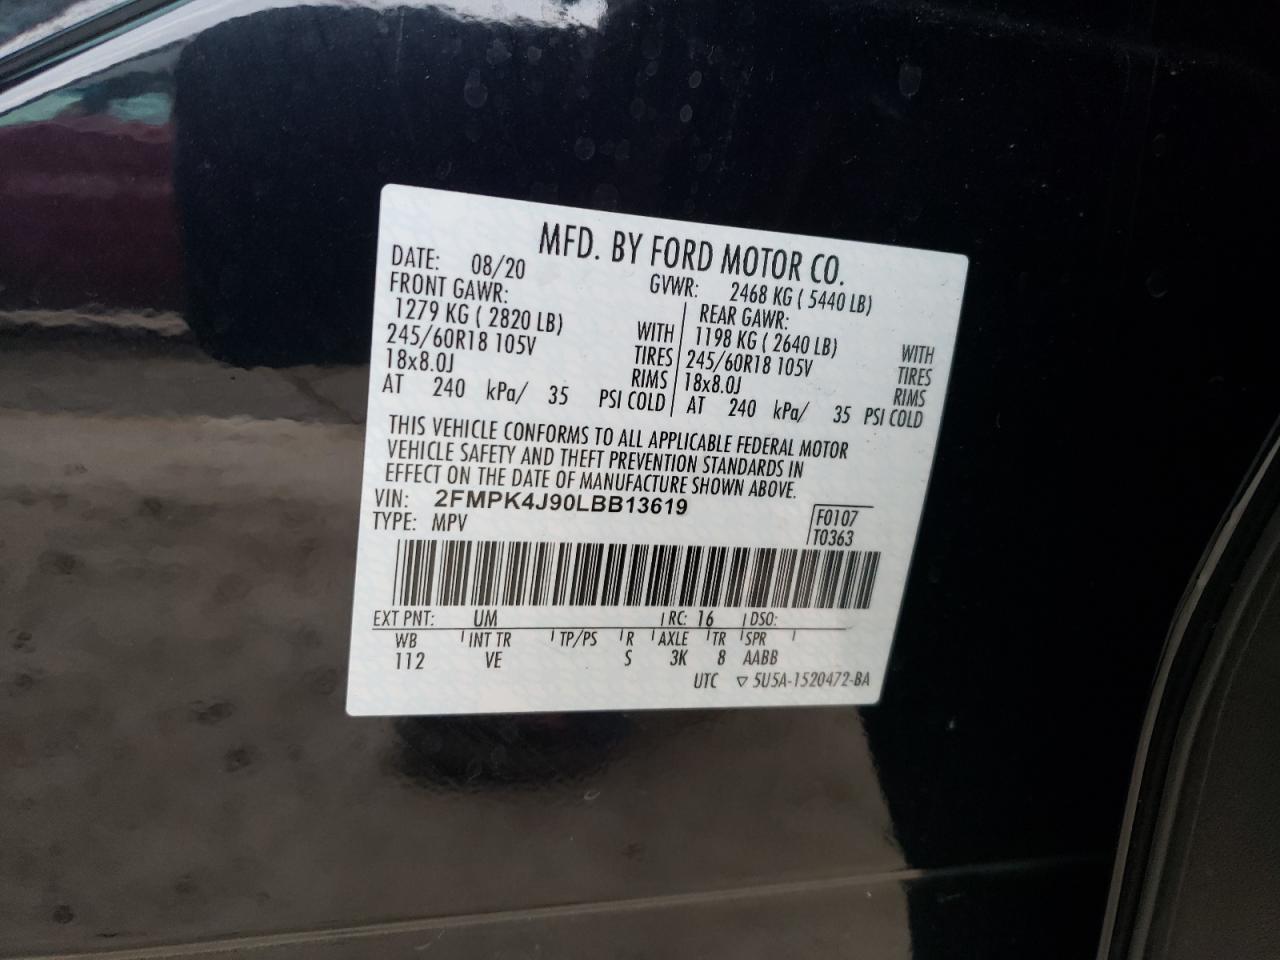 MFD. BY FORD MOTOR CO.
DATE: 08/20 GVWR: 2468 KG ( 5440 LB)
FRONT GAWR: REAR GAWR:
1279 KG ( 2820 LB) WITH 1198 KG ( 2640 LB) WITH
245/60R18 105V TIRES 245/60R18 105V TIRES
18x8.0J RIMS 18x8.0J RIMS
AT 240 kPa/ 35 PSI COLD AT 240 kPa/ 35 PSI COLD
THIS VEHICLE CONFORMS TO ALL APPLICABLE FEDERAL MOTOR
VEHICLE SAFETY AND THEFT PREVENTION STANDARDS IN
EFFECT ON THE DATE OF MANUFACTURE SHOWN ABOVE.
VIN: 2FMPK4J90LBB13619
TYPE: MPV
F0107
T0363
EXT PNT: UM RC: 16 DSO:
WB INT TR TP/PS R AXLE TR SPR
112 VE S 3K 8 AABB
UTC ▽ 5U5A-1520472-BA